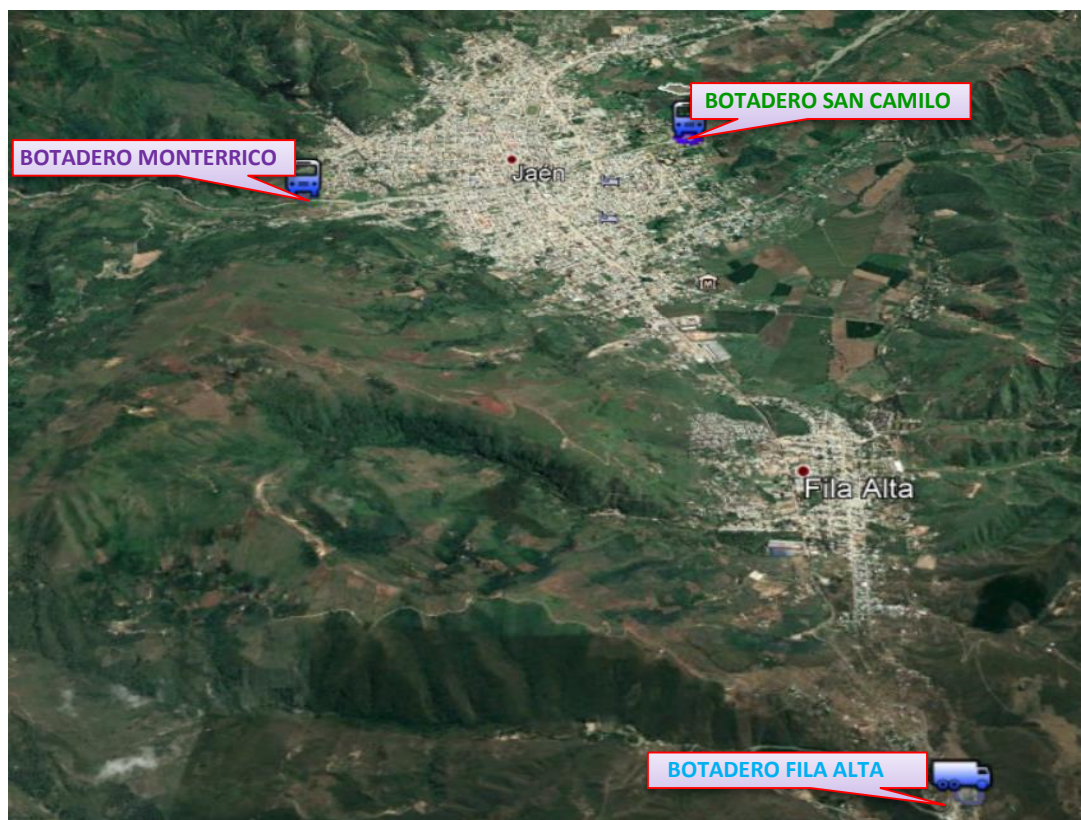 BOTADERO SAN CAMILO
BOTADERO MONTERRICO
Jaén
M
Fila Alta
BOTADERO FILA ALTA